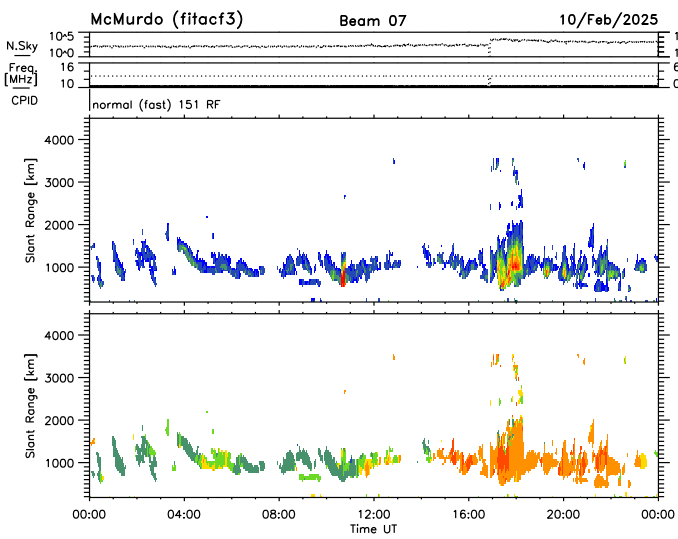 McMurdo (fitacf3) Beam 07 10/Feb/2025
10^5
N.Sky
10^0
Freq. 16 6
[MHz] 10 0
CPID normal (fast) 151 RF
4000
3000
2000
1000
Slant Range [km]
4000
3000
2000
1000
Slant Range [km]
00:00 04:00 08:00 12:00 16:00 20:00 00:00
Time UT